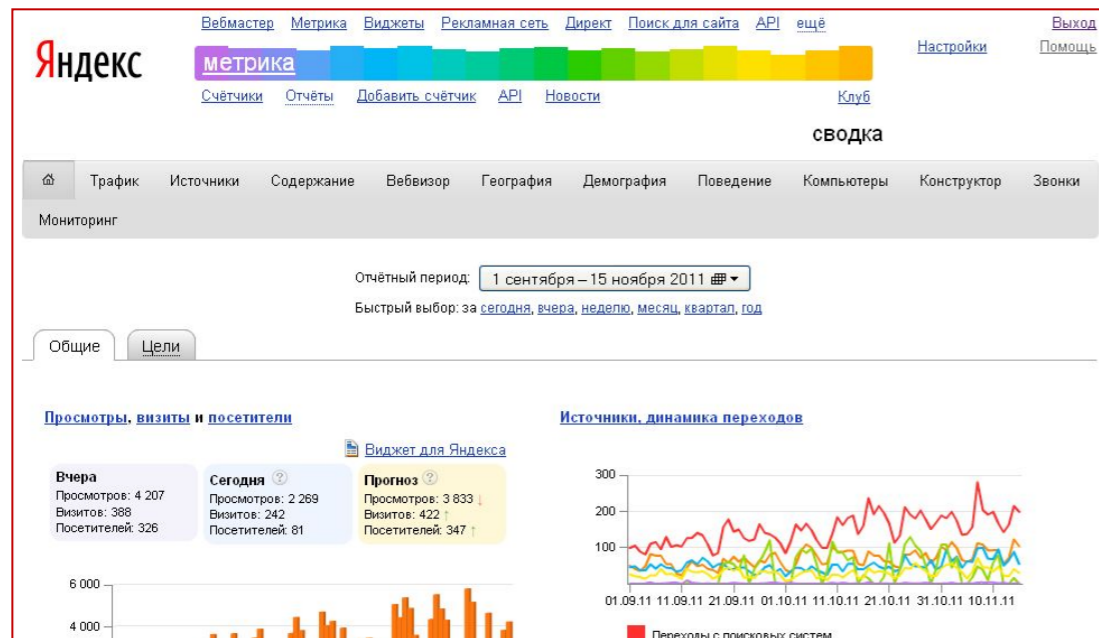 Вебмастер Метрика Виджеты Рекламная сеть Директ Поиск для сайта API ещё Выход
Яндекс
метрика
Настройки Помощь
Счётчики Отчёты Добавить счётчик API Новости Клуб
сводка
Трафик Источники Содержание Вебвизор География Демография Поведение Компьютеры Конструктор Звонки
Мониторинг
Отчётный период: 1 сентября – 15 ноября 2011
Быстрый выбор: за сегодня, вчера, неделю, месяц, квартал, год
Общие Цели
Просмотры, визиты и посетители
Виджет для Яндекса
Вчера
Просмотров: 4 207
Визитов: 388
Посетителей: 326
Сегодня ?
Просмотров: 2 269
Визитов: 242
Посетителей: 81
Прогноз ?
Просмотров: 3 833 ↓
Визитов: 422 ↑
Посетителей: 347 ↑
6 000
4 000
Источники, динамика переходов
300
200
100
01.09.11 11.09.11 21.09.11 01.10.11 11.10.11 21.10.11 31.10.11 10.11.11
Переходы с поисковых систем